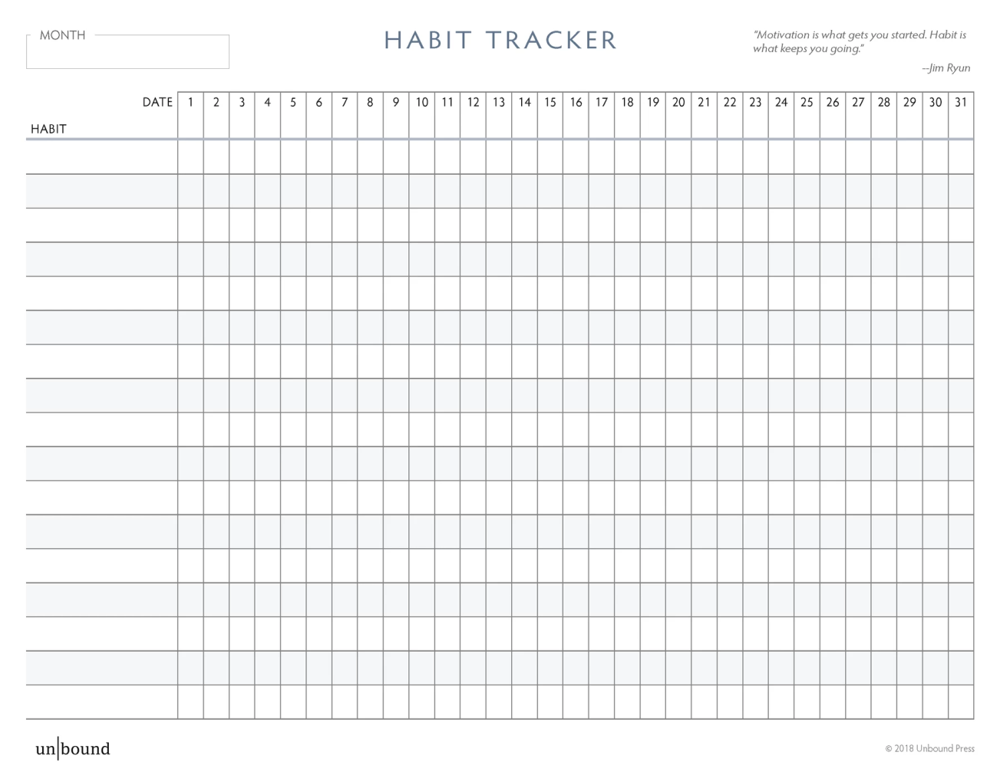 MONTH
HABIT TRACKER
"Motivation is what gets you started. Habit is
what keeps you going."
--Jim Ryun
DATE 1 2 3 4 5 6 7 8 9 10 11 12 13 14 15 16 17 18 19 20 21 22 23 24 25 26 27 28 29 30 31
HABIT
un|bound
© 2018 Unbound Press